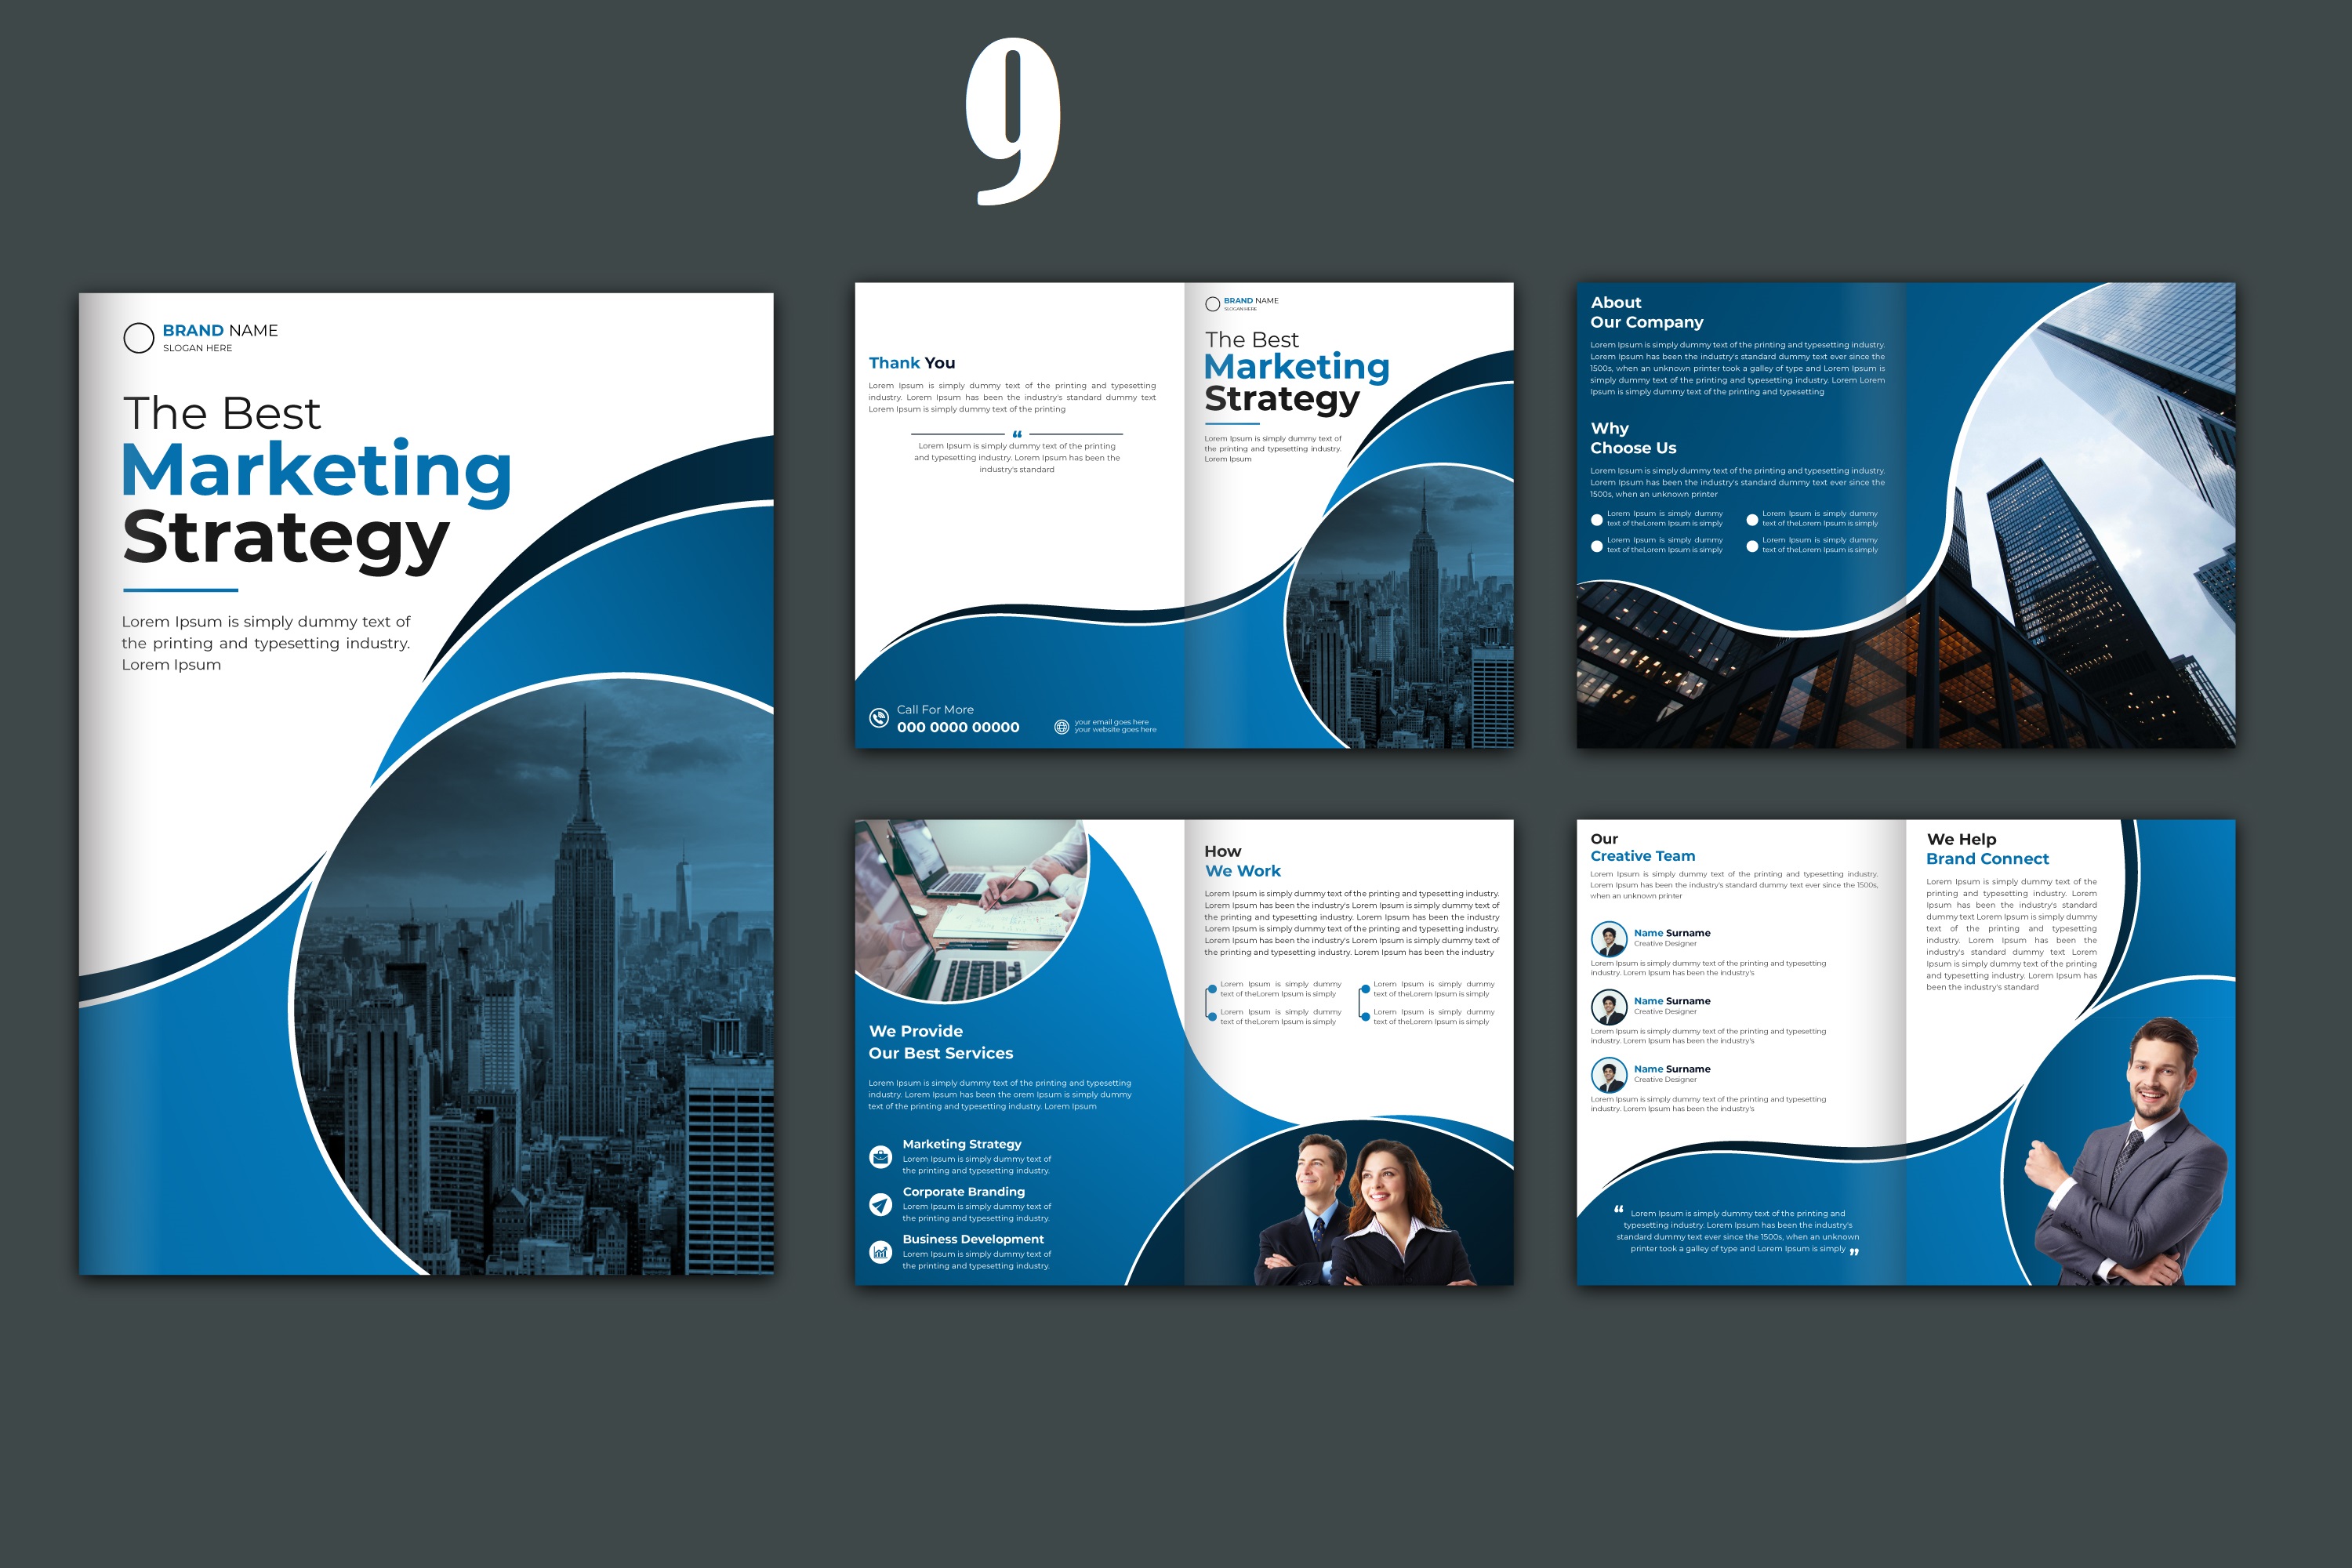 9
BRAND NAME
SLOGAN HERE
The Best
Marketing
Strategy
Lorem Ipsum is simply dummy text of
the printing and typesetting industry.
Lorem Ipsum
Thank You
Lorem Ipsum is simply dummy text of the printing and typesetting
industry. Lorem Ipsum has been the industry's standard dummy text
Lorem Ipsum is simply dummy text of the printing
“
Lorem Ipsum is simply dummy text of the printing
and typesetting industry. Lorem Ipsum has been the
industry's standard
Call For More
000 0000 00000
your email goes here
your website goes here
BRAND NAME
SLOGAN HERE
The Best
Marketing
Strategy
Lorem Ipsum is simply dummy text of
the printing and typesetting industry.
Lorem Ipsum
About
Our Company
Lorem Ipsum is simply dummy text of the printing and typesetting industry.
Lorem Ipsum has been the industry's standard dummy text ever since the
1500s, when an unknown printer took a galley of type and Lorem Ipsum is
simply dummy text of the printing and typesetting industry. Lorem Lorem
Ipsum is simply dummy text of the printing and typesetting
Why
Choose Us
Lorem Ipsum is simply dummy text of the printing and typesetting industry.
Lorem Ipsum has been the industry's standard dummy text ever since the
1500s, when an unknown printer
Lorem Ipsum is simply dummy
text of theLorem Ipsum is simply
Lorem Ipsum is simply dummy
text of theLorem Ipsum is simply
Lorem Ipsum is simply dummy
text of theLorem Ipsum is simply
Lorem Ipsum is simply dummy
text of theLorem Ipsum is simply
We Provide
Our Best Services
Lorem Ipsum is simply dummy text of the printing and typesetting
industry. Lorem Ipsum has been the orem Ipsum is simply dummy
text of the printing and typesetting industry. Lorem Ipsum
Marketing Strategy
Lorem Ipsum is simply dummy text of
the printing and typesetting industry.
Corporate Branding
Lorem Ipsum is simply dummy text of
the printing and typesetting industry.
Business Development
Lorem Ipsum is simply dummy text of
the printing and typesetting industry.
How
We Work
Lorem Ipsum is simply dummy text of the printing and typesetting industry.
Lorem Ipsum has been the industry's Lorem Ipsum is simply dummy text of
the printing and typesetting industry. Lorem Ipsum has been the industry
Lorem Ipsum is simply dummy text of the printing and typesetting industry.
Lorem Ipsum has been the industry's Lorem Ipsum is simply dummy text of
the printing and typesetting industry. Lorem Ipsum has been the industry
Lorem Ipsum is simply dummy
text of theLorem Ipsum is simply
Lorem Ipsum is simply dummy
text of theLorem Ipsum is simply
Lorem Ipsum is simply dummy
text of theLorem Ipsum is simply
Lorem Ipsum is simply dummy
text of theLorem Ipsum is simply
Our
Creative Team
Lorem Ipsum is simply dummy text of the printing and typesetting industry.
Lorem Ipsum has been the industry's standard dummy text ever since the 1500s,
when an unknown printer
Name Surname
Creative Designer
Lorem Ipsum is simply dummy text of the printing and typesetting
industry. Lorem Ipsum has been the industry's
Name Surname
Creative Designer
Lorem Ipsum is simply dummy text of the printing and typesetting
industry. Lorem Ipsum has been the industry's
Name Surname
Creative Designer
Lorem Ipsum is simply dummy text of the printing and typesetting
industry. Lorem Ipsum has been the industry's
“ Lorem Ipsum is simply dummy text of the printing and
typesetting industry. Lorem Ipsum has been the industry's
standard dummy text ever since the 1500s, when an unknown
printer took a galley of type and Lorem Ipsum is simply ”
We Help
Brand Connect
Lorem Ipsum is simply dummy text of the
printing and typesetting industry. Lorem
Ipsum has been the industry's standard
dummy text Lorem Ipsum is simply dummy
text of the printing and typesetting
industry. Lorem Ipsum has been the
industry's standard dummy text Lorem
Ipsum is simply dummy text of the printing
and typesetting industry. Lorem Ipsum has
been the industry's standard